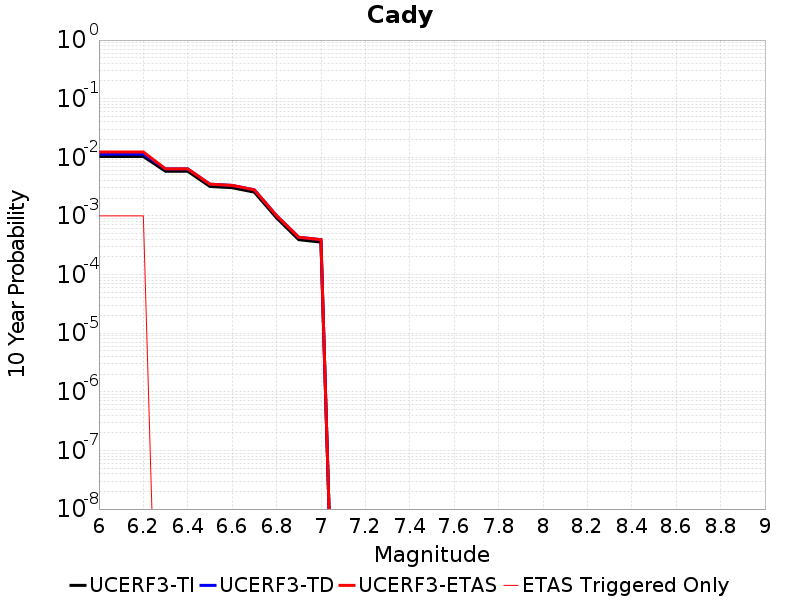 Cady
10 Year Probability
10^0
10^-1
10^-2
10^-3
10^-4
10^-5
10^-6
10^-7
10^-8
6 6.2 6.4 6.6 6.8 7 7.2 7.4 7.6 7.8 8 8.2 8.4 8.6 8.8 9
Magnitude
UCERF3-TI UCERF3-TD UCERF3-ETAS ETAS Triggered Only